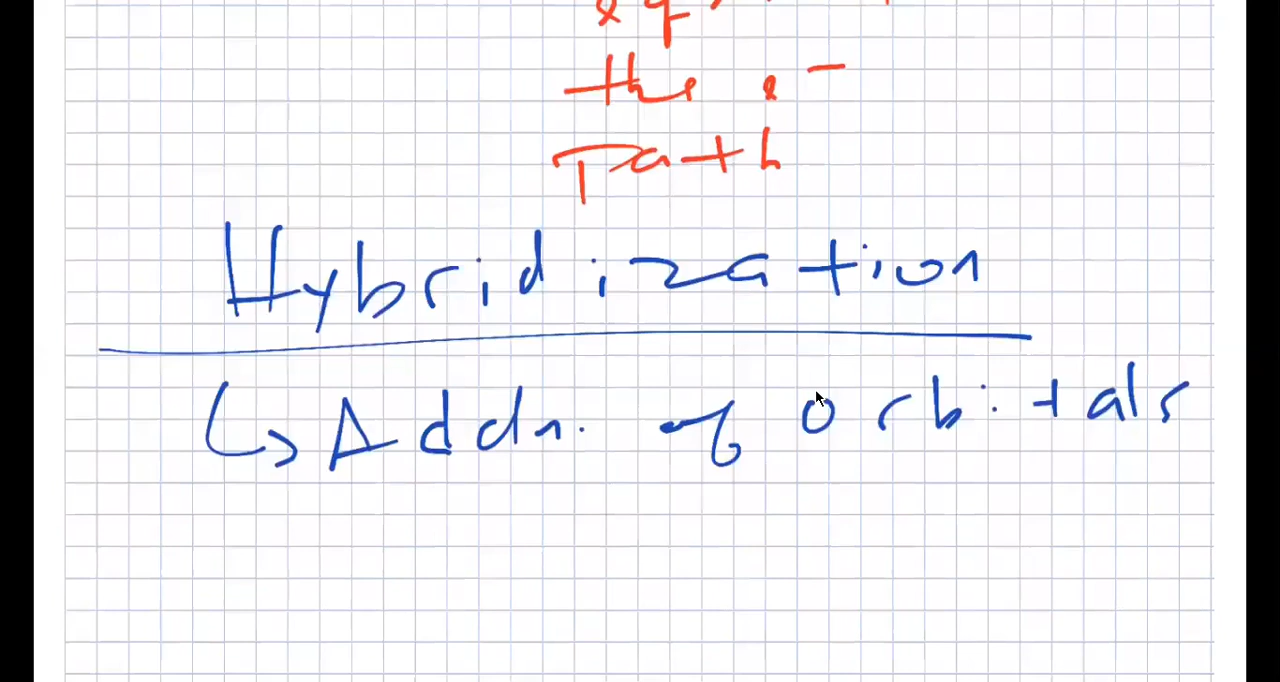 the e-
Path
Hybridization
↳ Addn. of orbitals